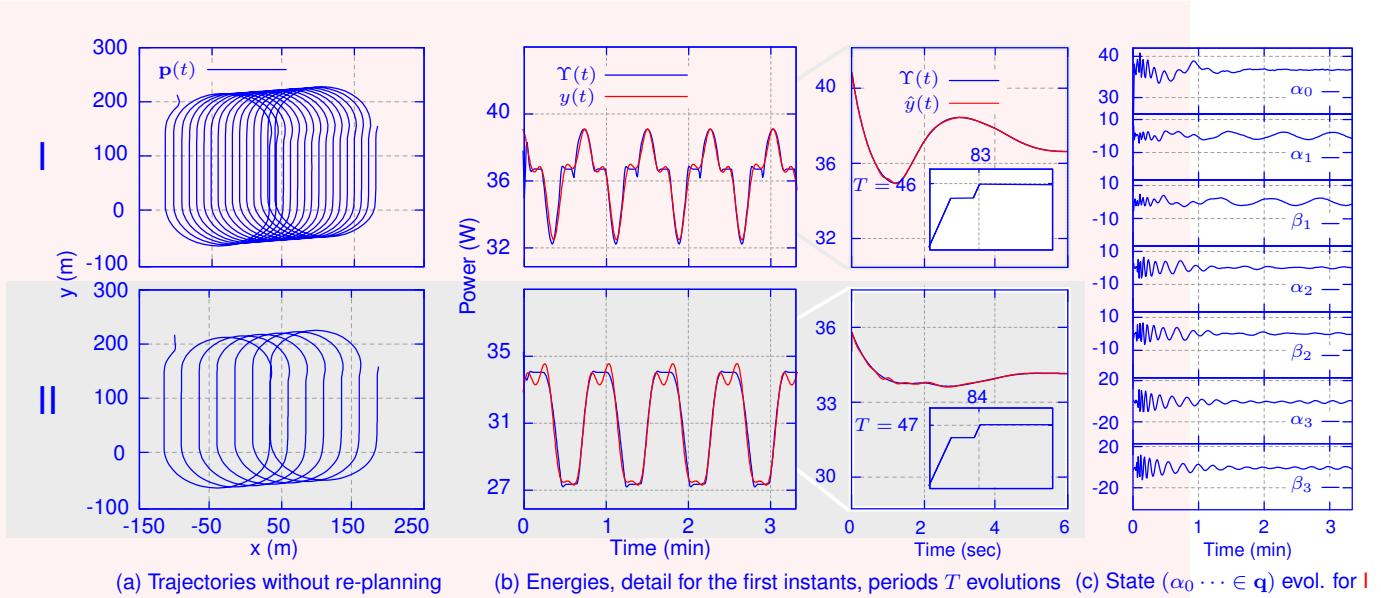 I
II
y (m)
300
200
100
0
-100
p(t)
300
200
100
0
-100
-150 -50 50 150 250
x (m)
(a) Trajectories without re-planning
Power (W)
40
36
32
Υ(t)
y(t)
35
31
27
0 1 2 3
Time (min)
40
36
32
Υ(t)
ŷ(t)
83
T = 46
36
33
30
84
T = 47
0 2 4 6
Time (sec)
(b) Energies, detail for the first instants, periods T evolutions
40
30
α0
10
-10
α1
10
-10
β1
10
-10
α2
10
-10
β2
20
-20
α3
20
-20
β3
0 1 2 3
Time (min)
(c) State (α0 ⋯ ∈ q) evol. for I